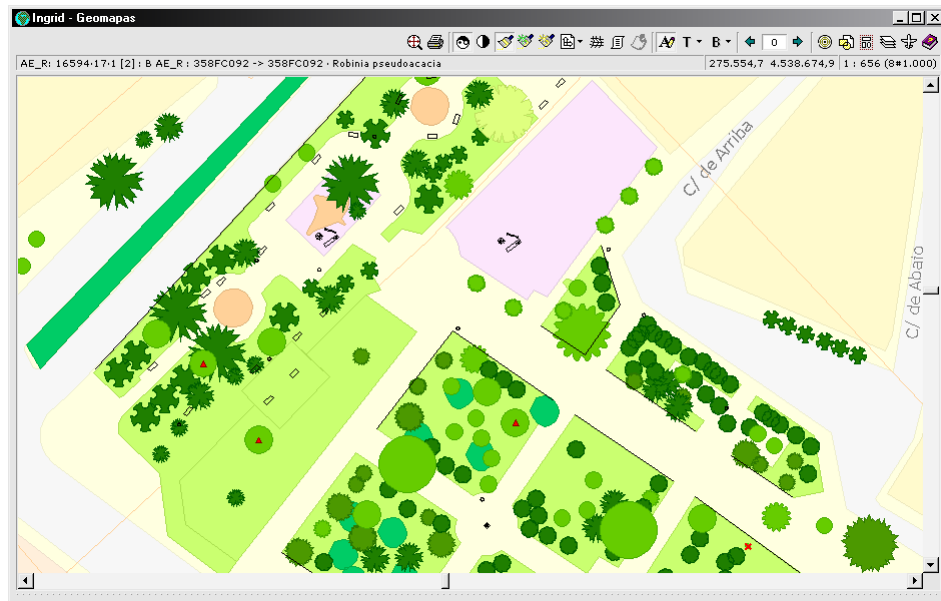 Ingrid - Geomapas
T B 0
AE_R: 16594·17·1 [2] : B AE_R : 358FC092 -> 358FC092 · Robinia pseudoacacia 275.554,7 4.538.674,9 1 : 656 (8#1.000)
C/ de Arriba
C/ de Abajo